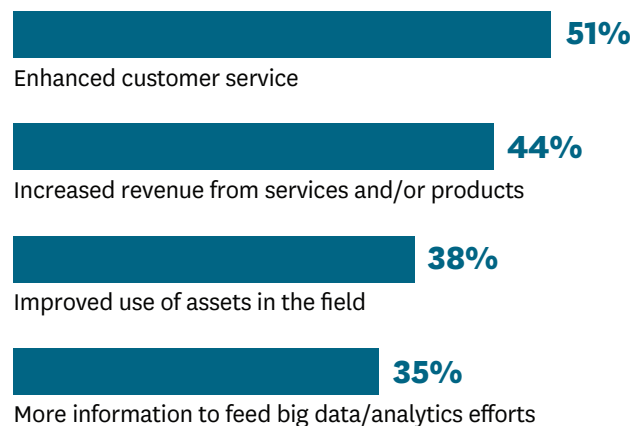 51%
Enhanced customer service
44%
Increased revenue from services and/or products
38%
Improved use of assets in the field
35%
More information to feed big data/analytics efforts